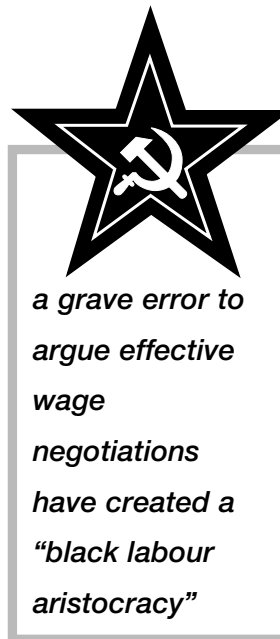 a grave error to
argue effective
wage
negotiations
have created a
“black labour
aristocracy”